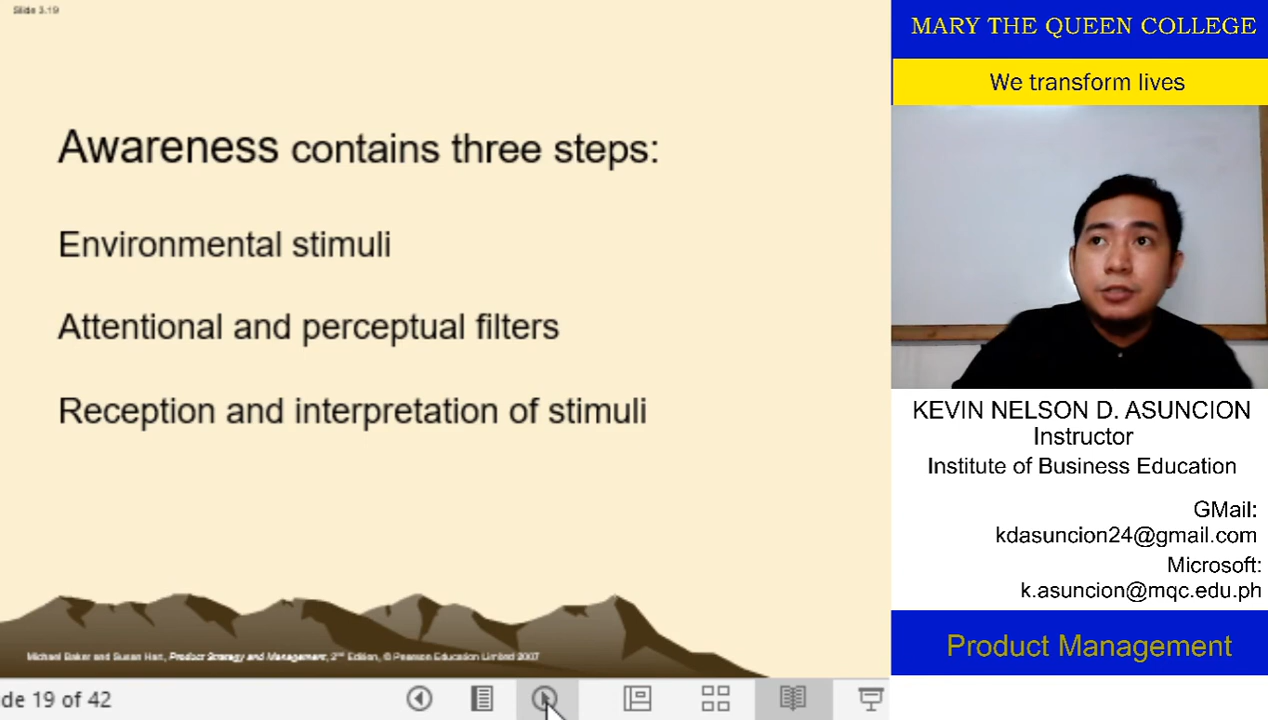 Slide 3.19
Awareness contains three steps:
Environmental stimuli
Attentional and perceptual filters
Reception and interpretation of stimuli
Michael Baker and Susan Hart, Product Strategy and Management, 2nd Edition, © Pearson Education Limited 2007
de 19 of 42
MARY THE QUEEN COLLEGE
We transform lives
KEVIN NELSON D. ASUNCION
Instructor
Institute of Business Education
GMail:
kdasuncion24@gmail.com
Microsoft:
k.asuncion@mqc.edu.ph
Product Management